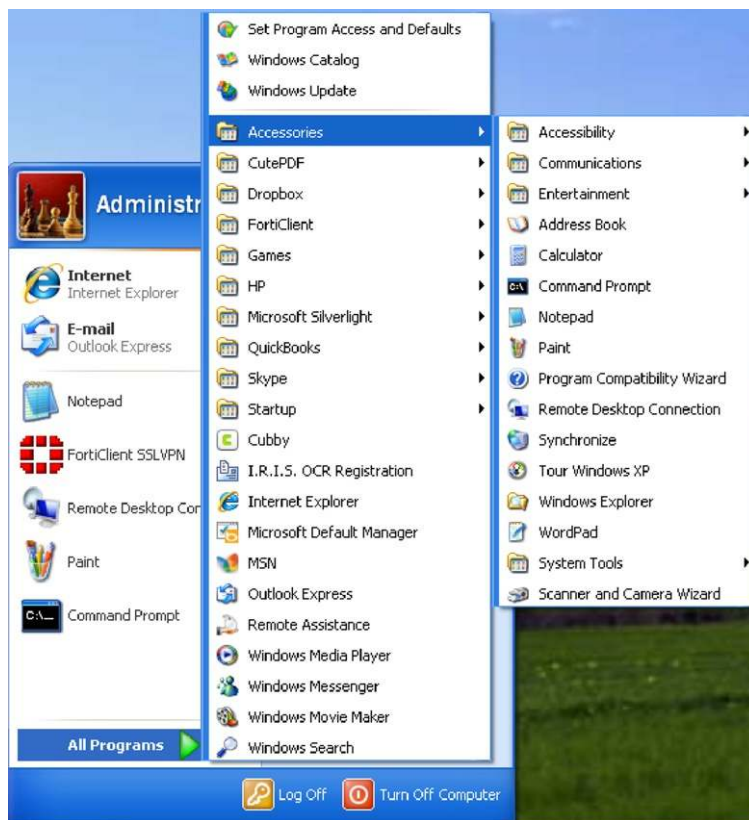 Administr
Internet
Internet Explorer
E-mail
Outlook Express
Notepad
FortiClient SSLVPN
Remote Desktop Cor
Paint
C:\_
Command Prompt
All Programs
Set Program Access and Defaults
Windows Catalog
Windows Update
Accessories
CutePDF
Dropbox
FortiClient
Games
HP
Microsoft Silverlight
QuickBooks
Skype
Startup
Cubby
I.R.I.S. OCR Registration
Internet Explorer
Microsoft Default Manager
MSN
Outlook Express
Remote Assistance
Windows Media Player
Windows Messenger
Windows Movie Maker
Windows Search
Accessibility
Communications
Entertainment
Address Book
Calculator
C:\
Command Prompt
Notepad
Paint
Program Compatibility Wizard
Remote Desktop Connection
Synchronize
Tour Windows XP
Windows Explorer
WordPad
System Tools
Scanner and Camera Wizard
Log Off
Turn Off Computer